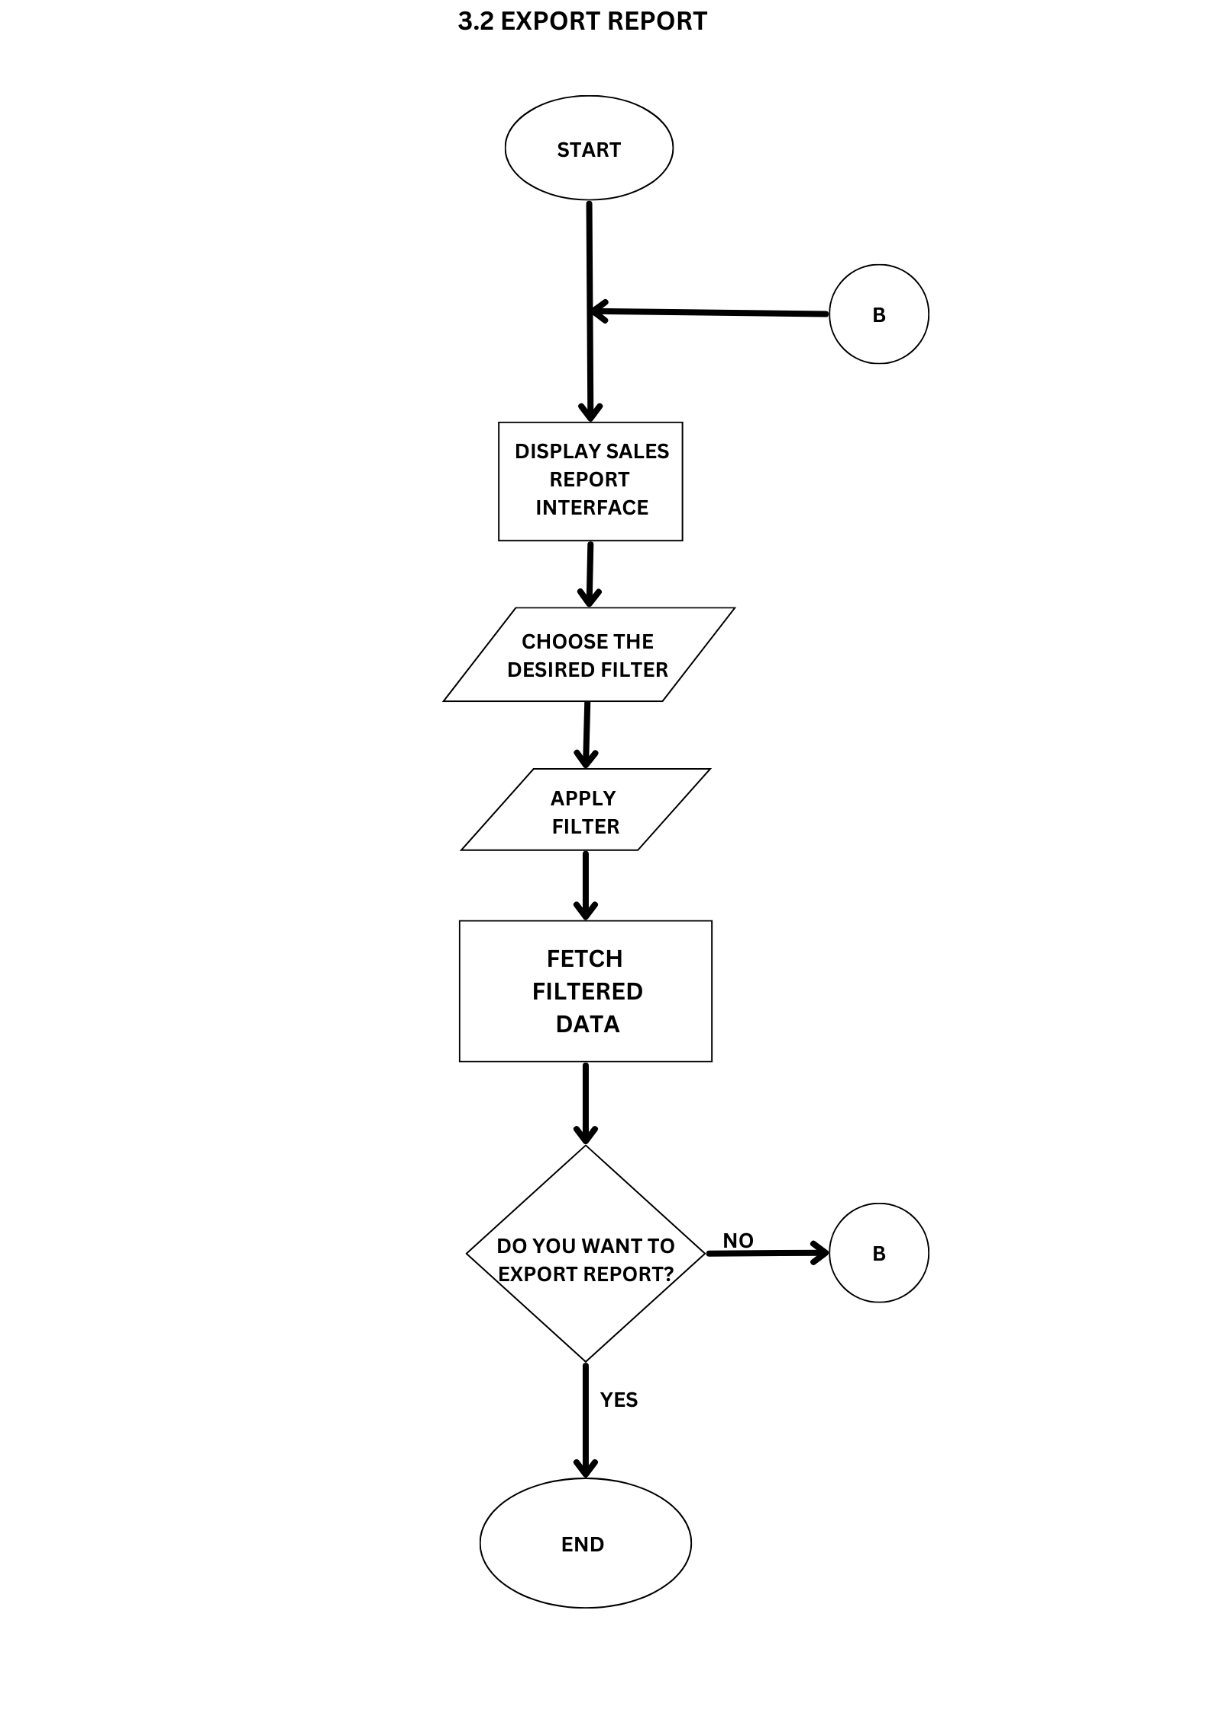 3.2 EXPORT REPORT
START
B
DISPLAY SALES
REPORT
INTERFACE
CHOOSE THE
DESIRED FILTER
APPLY
FILTER
FETCH
FILTERED
DATA
DO YOU WANT TO
EXPORT REPORT?
NO
B
YES
END